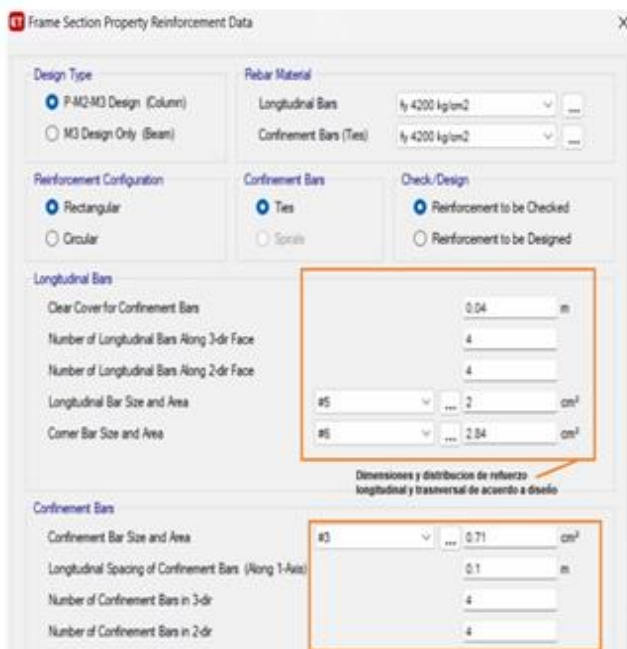 Frame Section Property Reinforcement Data X
Design Type
P-M2-M3 Design (Column)
M3 Design Only (Beam)
Rebar Material
Longitudinal Bars fy 4200 kg/cm2 ...
Confinement Bars (Ties) fy 4200 kg/cm2 ...
Reinforcement Configuration
Rectangular
Circular
Confinement Bars
Ties
Spirals
Check/Design
Reinforcement to be Checked
Reinforcement to be Designed
Longitudinal Bars
Clear Cover for Confinement Bars 0.04 m
Number of Longitudinal Bars Along 3-dir Face 4
Number of Longitudinal Bars Along 2-dir Face 4
Longitudinal Bar Size and Area #5 ... 2 cm²
Corner Bar Size and Area #6 ... 2.84 cm²
Dimensiones y distribucion de refuerzo
longitudinal y trasnversal de acuerdo a diseño
Confinement Bars
Confinement Bar Size and Area #3 ... 0.71 cm²
Longitudinal Spacing of Confinement Bars (Along 1-Axis) 0.1 m
Number of Confinement Bars in 3-dir 4
Number of Confinement Bars in 2-dir 4